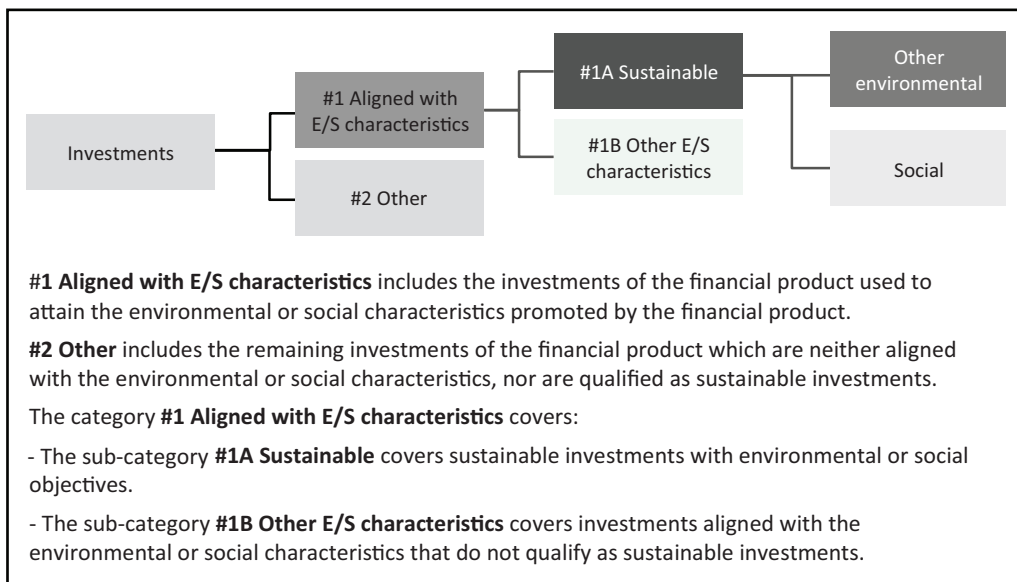 Investments
#1 Aligned with
E/S characteristics
#2 Other
#1A Sustainable
#1B Other E/S
characteristics
Other
environmental
Social
#1 Aligned with E/S characteristics includes the investments of the financial product used to
attain the environmental or social characteristics promoted by the financial product.
#2 Other includes the remaining investments of the financial product which are neither aligned
with the environmental or social characteristics, nor are qualified as sustainable investments.
The category #1 Aligned with E/S characteristics covers:
- The sub-category #1A Sustainable covers sustainable investments with environmental or social
objectives.
- The sub-category #1B Other E/S characteristics covers investments aligned with the
environmental or social characteristics that do not qualify as sustainable investments.